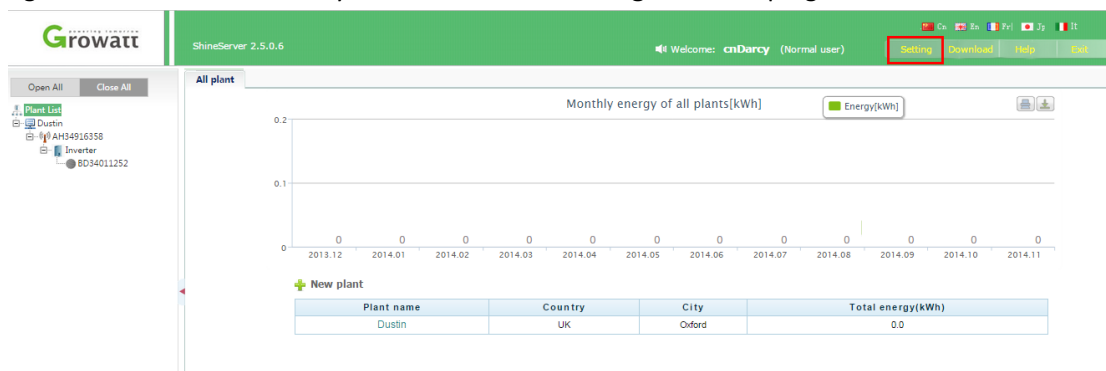 Growatt
ShineServer 2.5.0.6
Cn En Fr Jp It
Welcome: cnDarcy (Normal user)
Setting Download Help Exit
Open All Close All
Plant List
Dustin
AH34916358
Inverter
BD34011252
All plant
Monthly energy of all plants[kWh]
Energy[kWh]
0.2
0.1
0
0 0 0 0 0 0 0 0 0 0 0 0
2013.12 2014.01 2014.02 2014.03 2014.04 2014.05 2014.06 2014.07 2014.08 2014.09 2014.10 2014.11
New plant
Plant name Country City Total energy(kWh)
Dustin UK Oxford 0.0